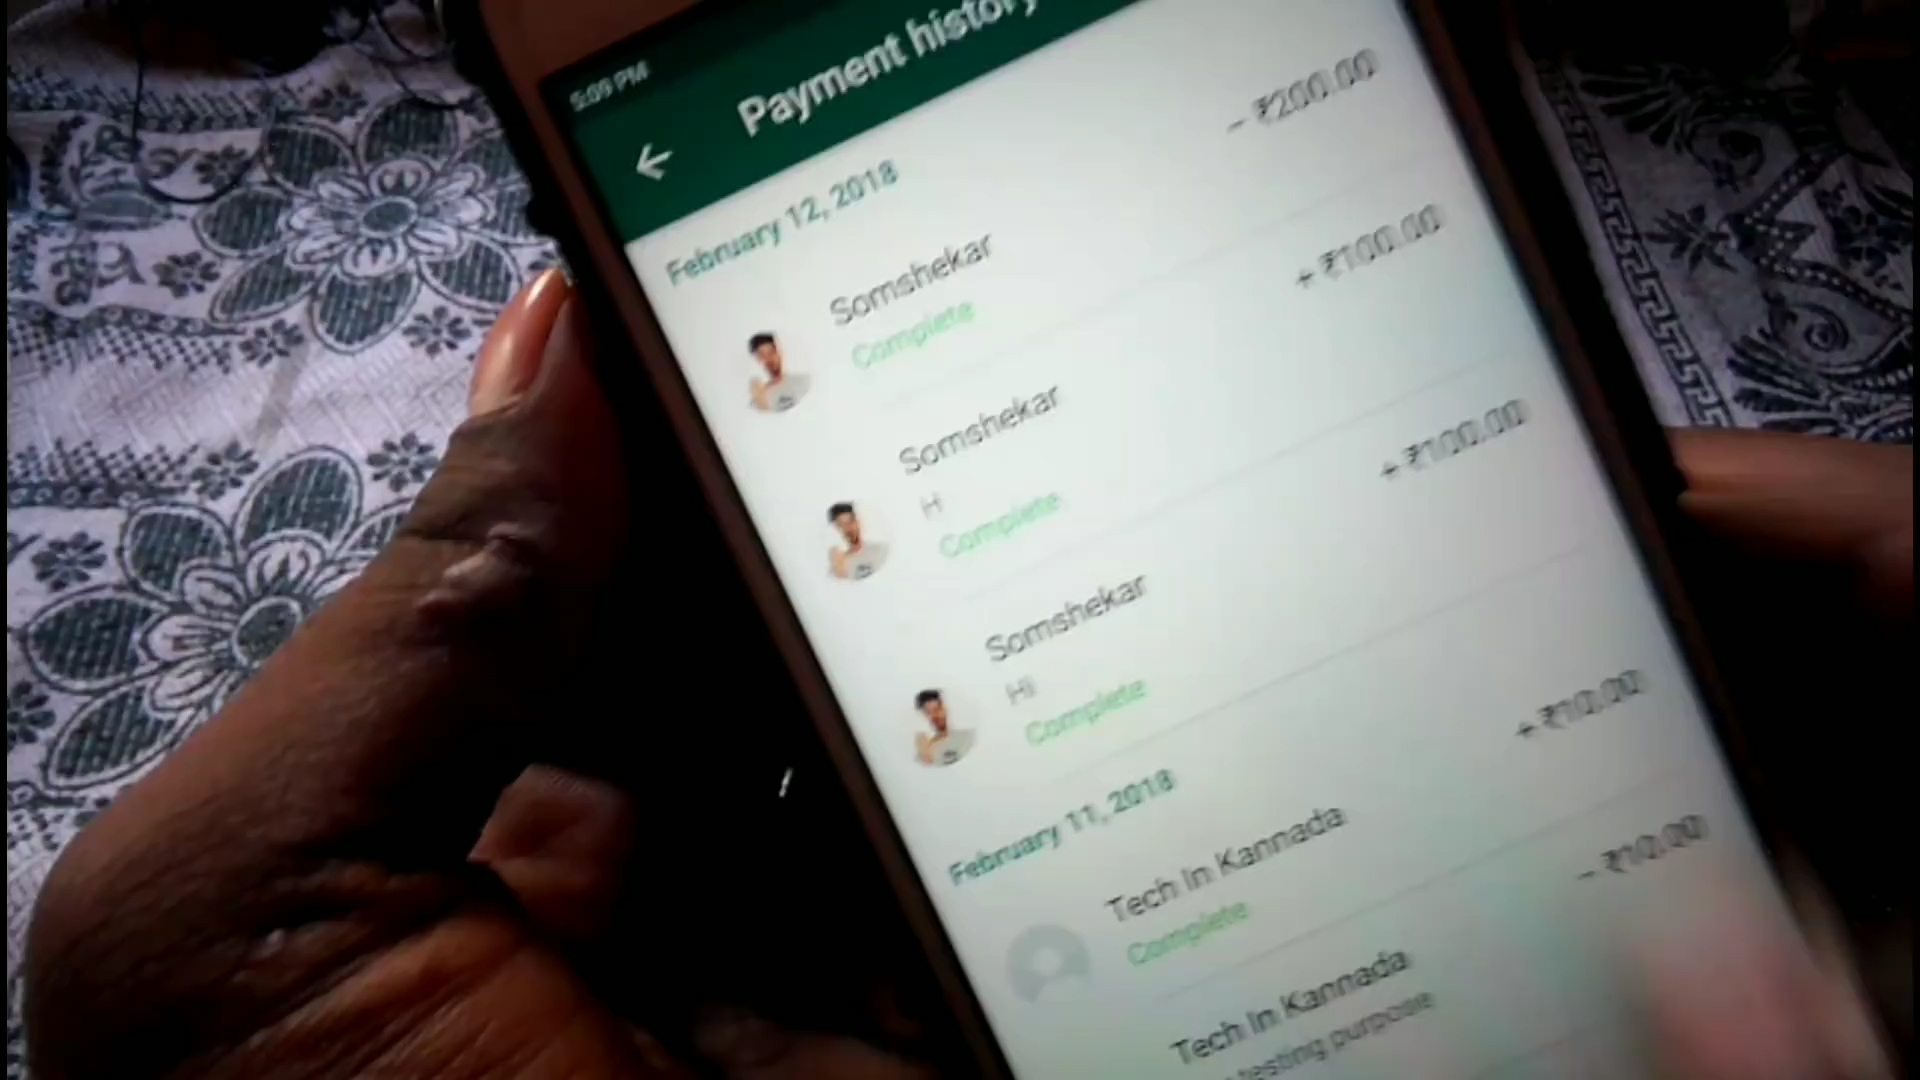 5:09 PM
Payment history
February 12, 2018
Somshekar
- ₹200.00
Complete
Somshekar
+ ₹100.00
Hi
Complete
Somshekar
+ ₹100.00
Hi
Complete
February 11, 2018
Tech In Kannada
+ ₹10.00
Complete
Tech In Kannada
- ₹10.00
testing purpose